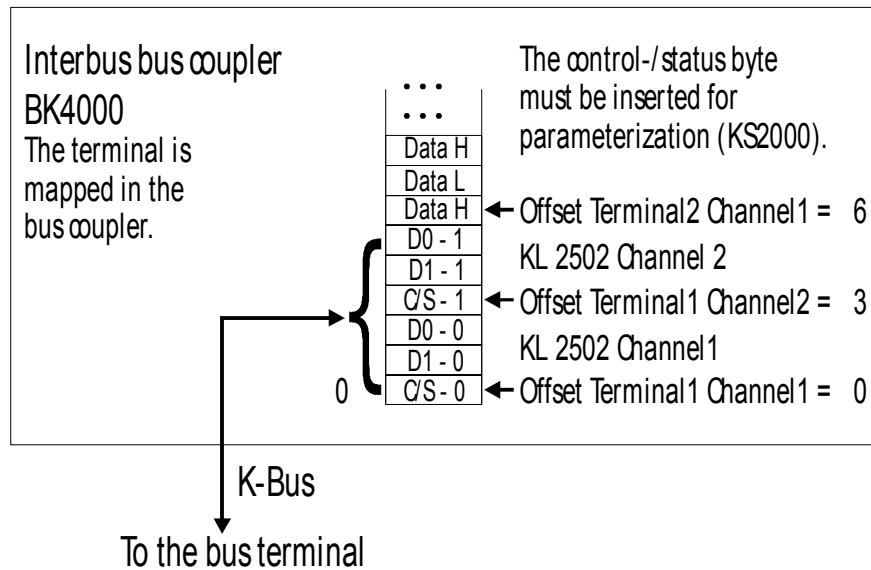 Interbus bus coupler
BK4000
The terminal is
mapped in the
bus coupler.
The control-/status byte
must be inserted for
parameterization (KS2000).
...
...
Data H
Data L
Data H
Offset Terminal2 Channel1 = 6
D0 - 1
KL 2502 Channel 2
D1 - 1
C/S - 1
Offset Terminal1 Channel2 = 3
D0 - 0
KL 2502 Channel1
D1 - 0
0
C/S - 0
Offset Terminal1 Channel1 = 0
K-Bus
To the bus terminal